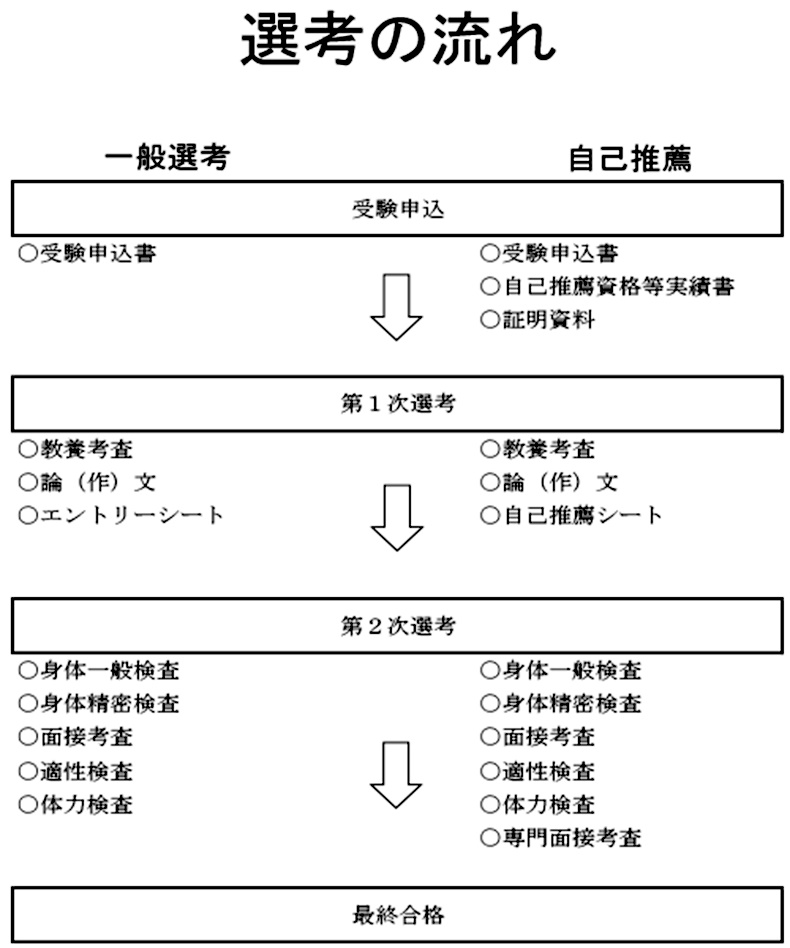 選考の流れ
一般選考
自己推薦
受験申込
○受験申込書
○受験申込書
○自己推薦資格等実績書
○証明資料
第１次選考
○教養考査
○論（作）文
○エントリーシート
○教養考査
○論（作）文
○自己推薦シート
第２次選考
○身体一般検査
○身体精密検査
○面接考査
○適性検査
○体力検査
○身体一般検査
○身体精密検査
○面接考査
○適性検査
○体力検査
○専門面接考査
最終合格